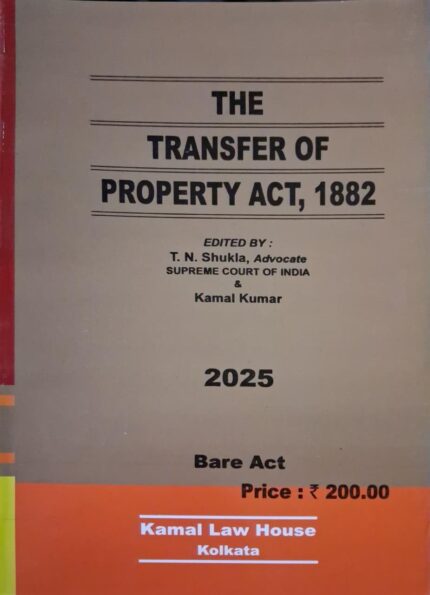 THE
TRANSFER OF
PROPERTY ACT, 1882
EDITED BY :
T. N. Shukla, Advocate
SUPREME COURT OF INDIA
&
Kamal Kumar
2025
Bare Act
Price : ₹ 200.00
Kamal Law House
Kolkata